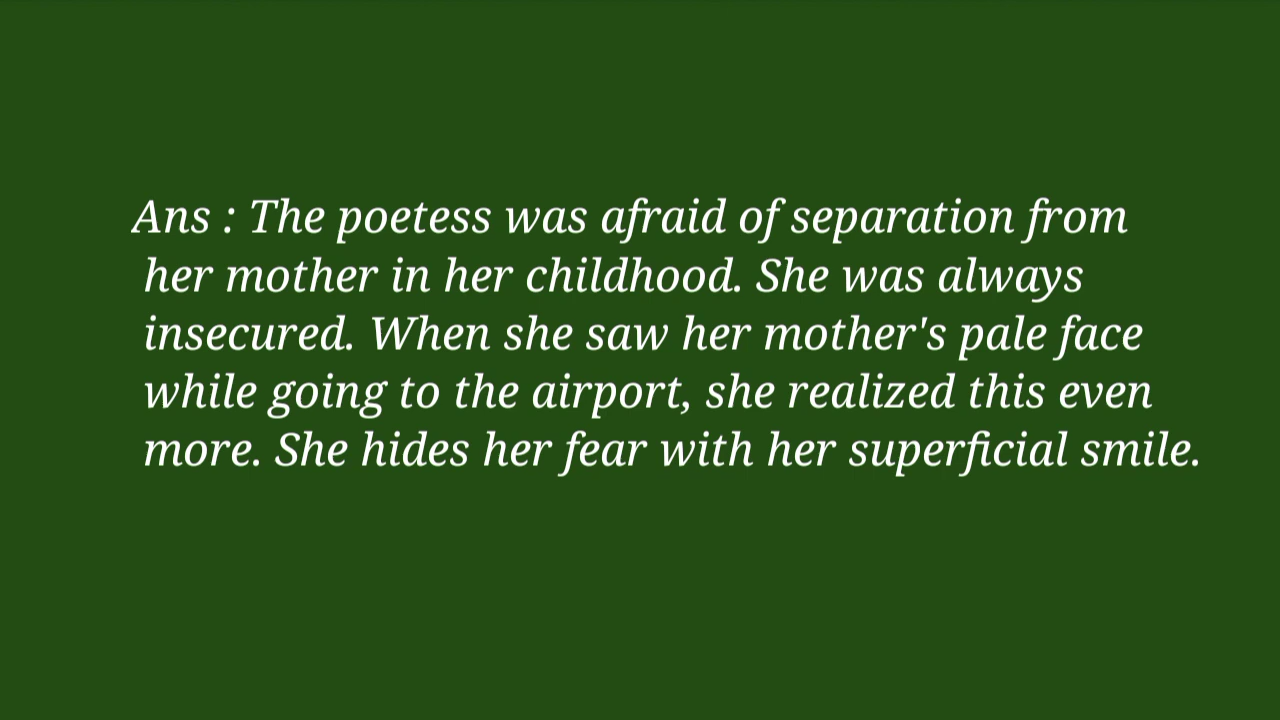 Ans : The poetess was afraid of separation from
her mother in her childhood. She was always
insecured. When she saw her mother's pale face
while going to the airport, she realized this even
more. She hides her fear with her superficial smile.